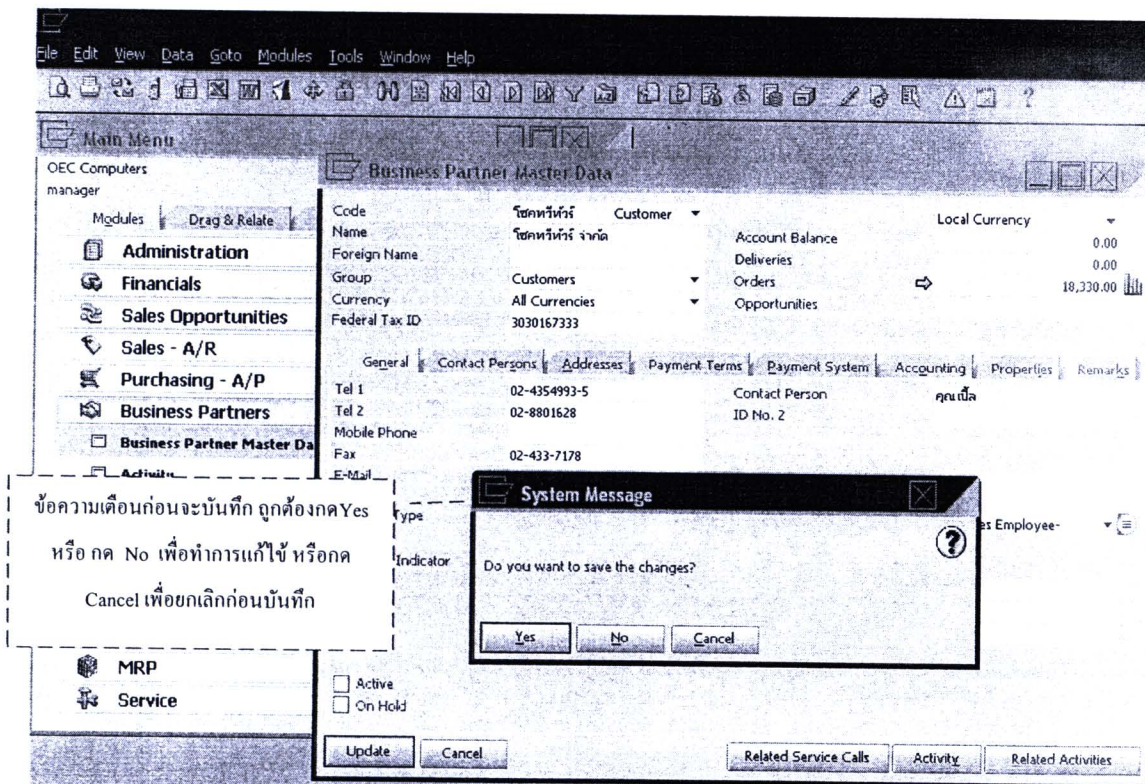 File Edit View Data Goto Modules Tools Window Help
Main Menu
OEC Computers
manager
Modules Drag & Relate
Administration
Financials
Sales Opportunities
Sales - A/R
Purchasing - A/P
Business Partners
Business Partner Master Da
Activity
MRP
Service
Business Partner Master Data
Code โชคทวีทัวร์ Customer
Name โชคทวีทัวร์ จำกัด
Foreign Name
Group Customers
Currency All Currencies
Federal Tax ID 3030167333
Local Currency
Account Balance 0.00
Deliveries 0.00
Orders 18,330.00
Opportunities
General Contact Persons Addresses Payment Terms Payment System Accounting Properties Remarks
Tel 1 02-4354993-5 Contact Person คุณเปิ้ล
Tel 2 02-8801628 ID No. 2
Mobile Phone
Fax 02-433-7178
E-Mail
Type es Employee-
Indicator
ข้อความเตือนก่อนจะบันทึก ถูกต้องกดYes
หรือ กด No เพื่อทำการแก้ไข้ หรือกด
Cancel เพื่อยกเลิกก่อนบันทึก
System Message
Do you want to save the changes?
Yes No Cancel
Active
On Hold
Update Cancel Related Service Calls Activity Related Activities